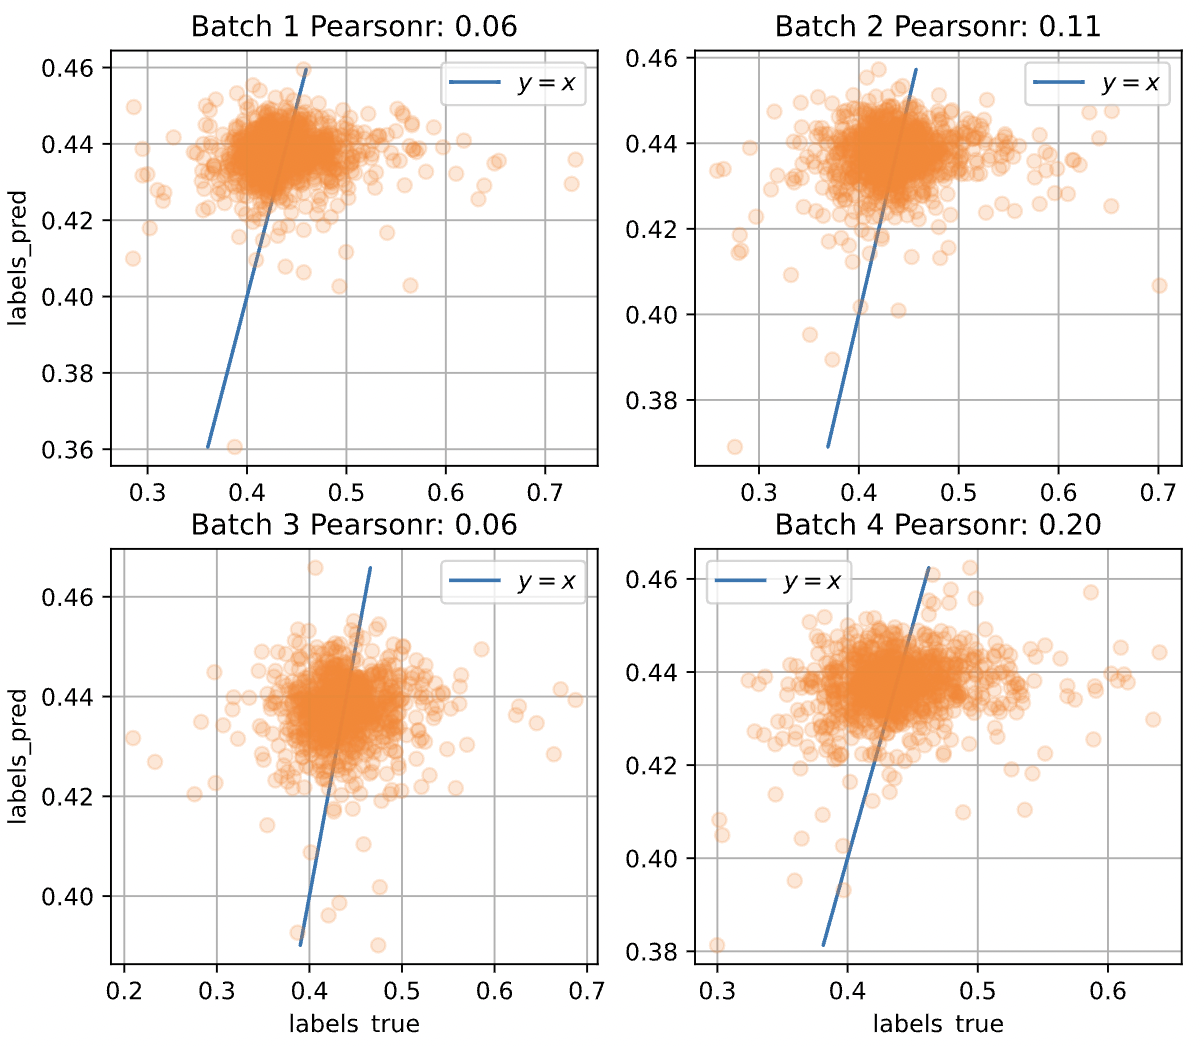 Batch 1 Pearsonr: 0.06
Batch 2 Pearsonr: 0.11
y = x
y = x
0.46
0.44
0.42
0.40
0.38
0.36
labels_pred
0.3 0.4 0.5 0.6 0.7
0.46
0.44
0.42
0.40
0.38
0.3 0.4 0.5 0.6 0.7
Batch 3 Pearsonr: 0.06
Batch 4 Pearsonr: 0.20
y = x
y = x
0.46
0.44
0.42
0.40
labels_pred
0.2 0.3 0.4 0.5 0.6 0.7
labels true
0.46
0.44
0.42
0.40
0.38
0.3 0.4 0.5 0.6
labels true